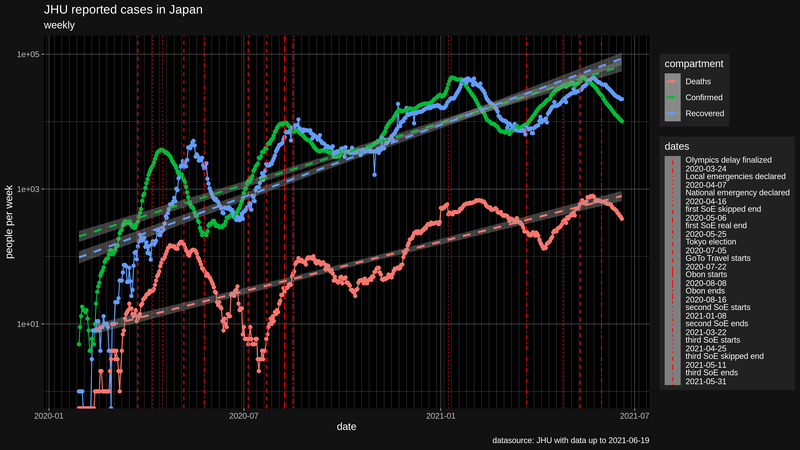 JHU reported cases in Japan
weekly
people per week
1e+05
1e+03
1e+01
2020-01
2020-07
2021-01
2021-07
date
compartment
Deaths
Confirmed
Recovered
dates
Olympics delay finalized
2020-03-24
Local emergencies declared
2020-04-07
National emergency declared
2020-04-16
first SoE skipped end
2020-05-06
first SoE real end
2020-05-25
Tokyo election
2020-07-05
GoTo Travel starts
2020-07-22
Obon starts
2020-08-08
Obon ends
2020-08-16
second SoE starts
2021-01-08
second SoE ends
2021-03-22
third SoE starts
2021-04-25
third SoE skipped end
2021-05-11
third SoE ends
2021-05-31
datasource: JHU with data up to 2021-06-19